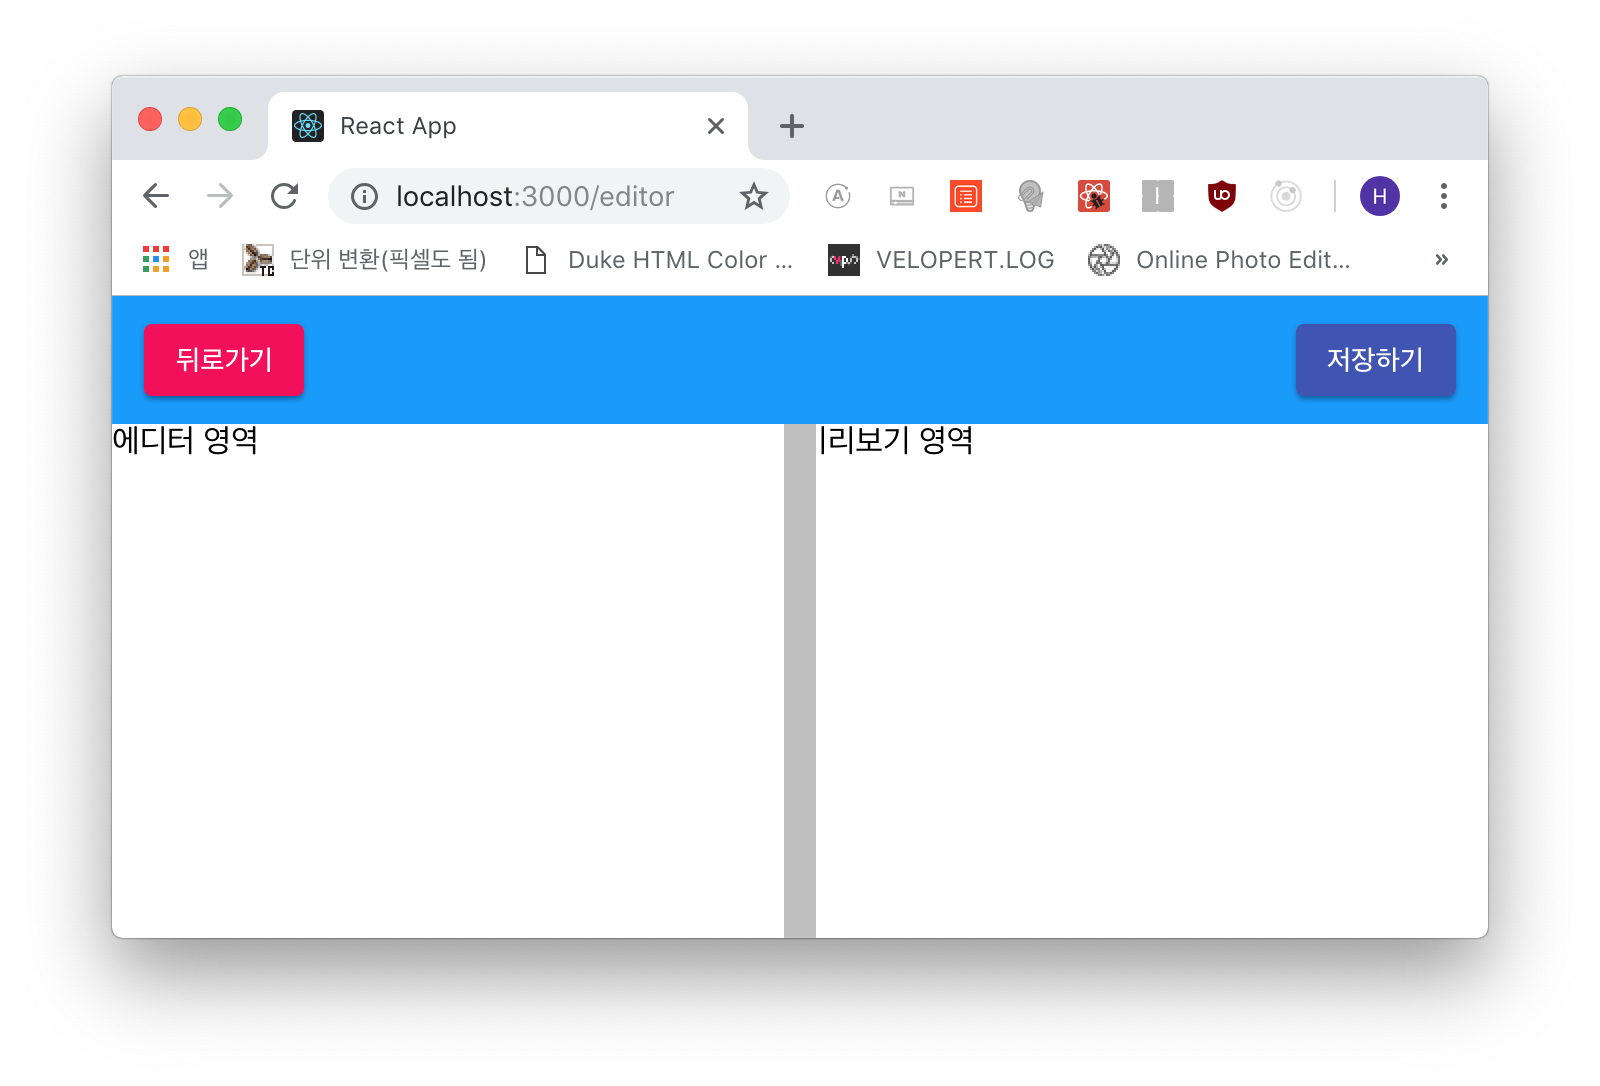 React App
localhost:3000/editor
앱 단위 변환(픽셀도 됨) Duke HTML Color ... VELOPERT.LOG Online Photo Edit... »
뒤로가기 저장하기
에디터 영역 리보기 영역